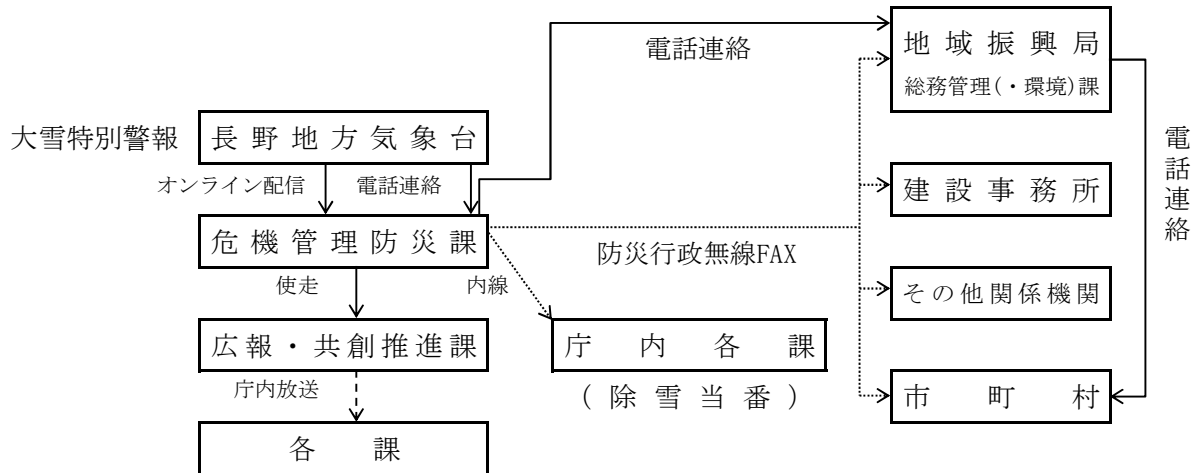 電話連絡
地域振興局
総務管理(・環境)課
大雪特別警報
長野地方気象台
オンライン配信
電話連絡
電話連絡
建設事務所
危機管理防災課
防災行政無線FAX
使走
内線
その他関係機関
広報・共創推進課
庁内各課
(除雪当番)
庁内放送
市町村
各課